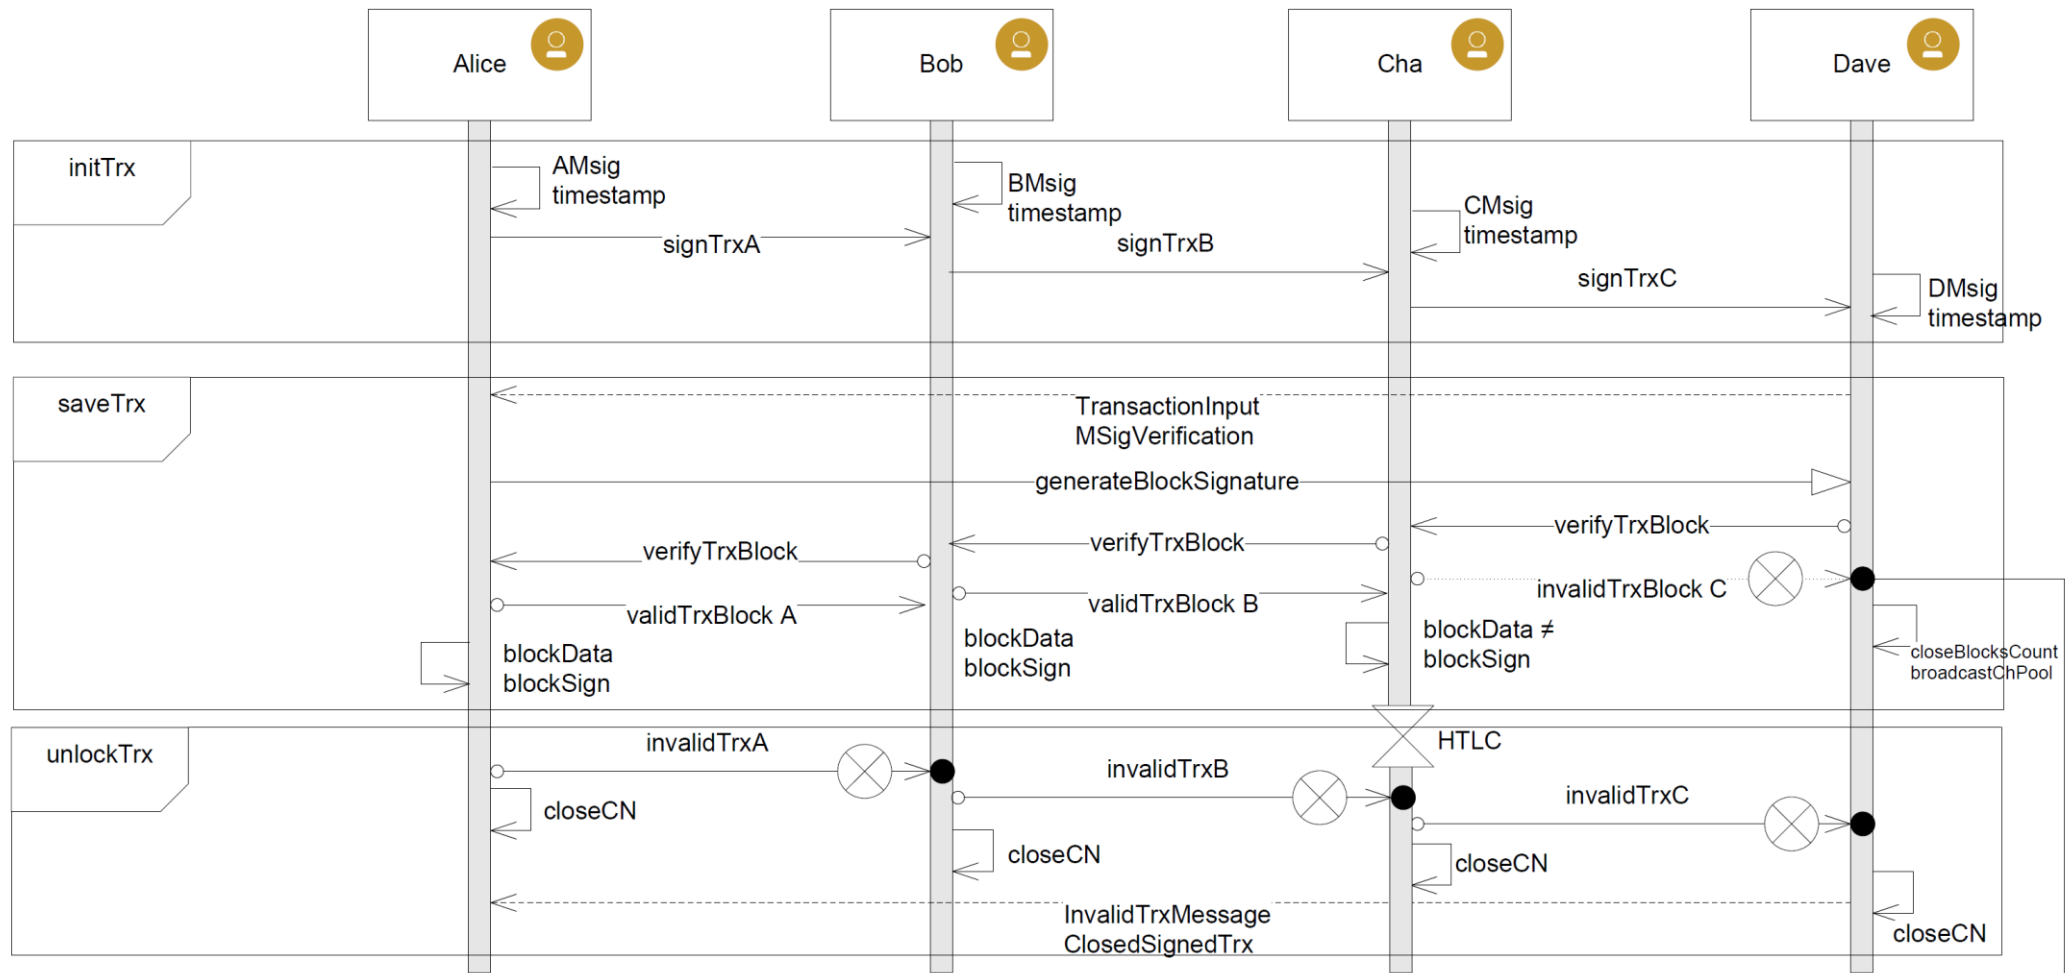 Alice
Bob
Cha
Dave
initTrx
AMsig
timestamp
BMsig
timestamp
CMsig
timestamp
signTrxA
signTrxB
signTrxC
DMsig
timestamp
saveTrx
TransactionInput
MSigVerification
generateBlockSignature
verifyTrxBlock
verifyTrxBlock
verifyTrxBlock
validTrxBlock A
validTrxBlock B
invalidTrxBlock C
blockData
blockSign
blockData
blockSign
blockData ≠
blockSign
closeBlocksCount
broadcastChPool
unlockTrx
invalidTrxA
HTLC
invalidTrxB
invalidTrxC
closeCN
closeCN
closeCN
InvalidTrxMessage
ClosedSignedTrx
closeCN